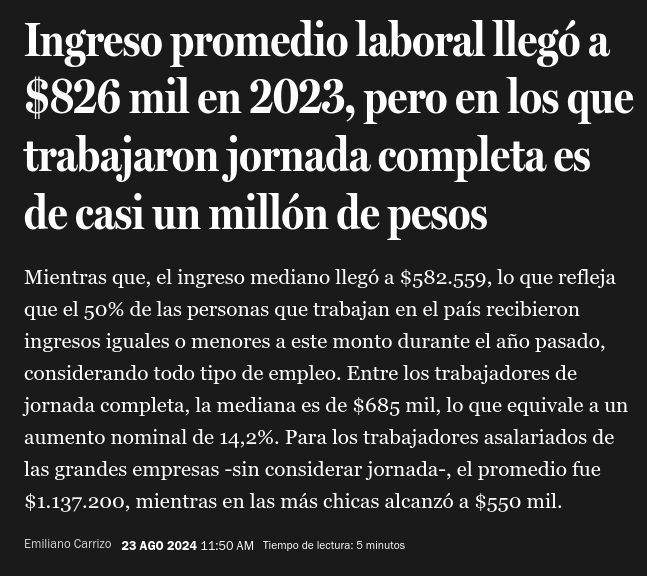 Ingreso promedio laboral llegó a
$826 mil en 2023, pero en los que
trabajaron jornada completa es
de casi un millón de pesos
Mientras que, el ingreso mediano llegó a $582.559, lo que refleja
que el 50% de las personas que trabajan en el país recibieron
ingresos iguales o menores a este monto durante el año pasado,
considerando todo tipo de empleo. Entre los trabajadores de
jornada completa, la mediana es de $685 mil, lo que equivale a un
aumento nominal de 14,2%. Para los trabajadores asalariados de
las grandes empresas -sin considerar jornada-, el promedio fue
$1.137.200, mientras en las más chicas alcanzó a $550 mil.
Emiliano Carrizo 23 AGO 2024 11:50 AM Tiempo de lectura: 5 minutos